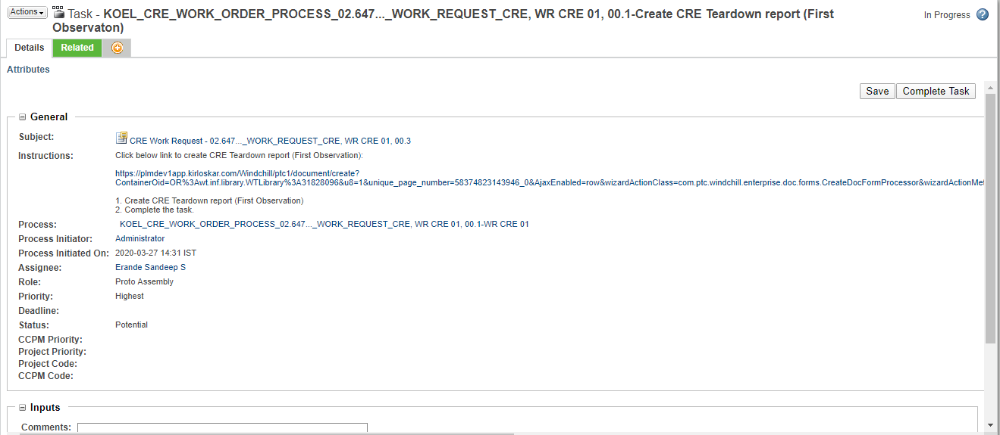 Actions
Task - KOEL_CRE_WORK_ORDER_PROCESS_02.647..._WORK_REQUEST_CRE, WR CRE 01, 00.1-Create CRE Teardown report (First
Observaton)
In Progress
Details Related
Attributes
Save Complete Task
General
Subject: CRE Work Request - 02.647..._WORK_REQUEST_CRE, WR CRE 01, 00.3
Instructions: Click below link to create CRE Teardown report (First Observation):
https://plmdev1app.kirloskar.com/Windchill/ptc1/document/create?
ContainerOid=OR%3Awt.inf.library.WTLibrary%3A31828096&u8=1&unique_page_number=58374823143946_0&AjaxEnabled=row&wizardActionClass=com.ptc.windchill.enterprise.doc.forms.CreateDocFormProcessor&wizardActionMet
1. Create CRE Teardown report (First Observation)
2. Complete the task.
Process: KOEL_CRE_WORK_ORDER_PROCESS_02.647..._WORK_REQUEST_CRE, WR CRE 01, 00.1-WR CRE 01
Process Initiator: Administrator
Process Initiated On: 2020-03-27 14:31 IST
Assignee: Erande Sandeep S
Role: Proto Assembly
Priority: Highest
Deadline:
Status: Potential
CCPM Priority:
Project Priority:
Project Code:
CCPM Code:
Inputs
Comments: